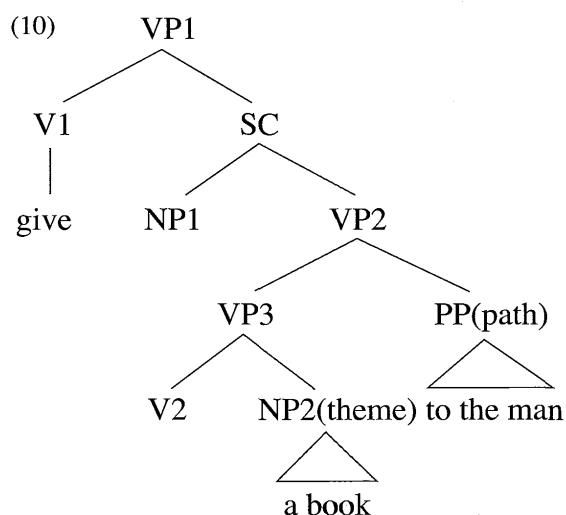 (10) VP1
V1 SC
give NP1 VP2
VP3 PP(path)
V2 NP2(theme) to the man
a book